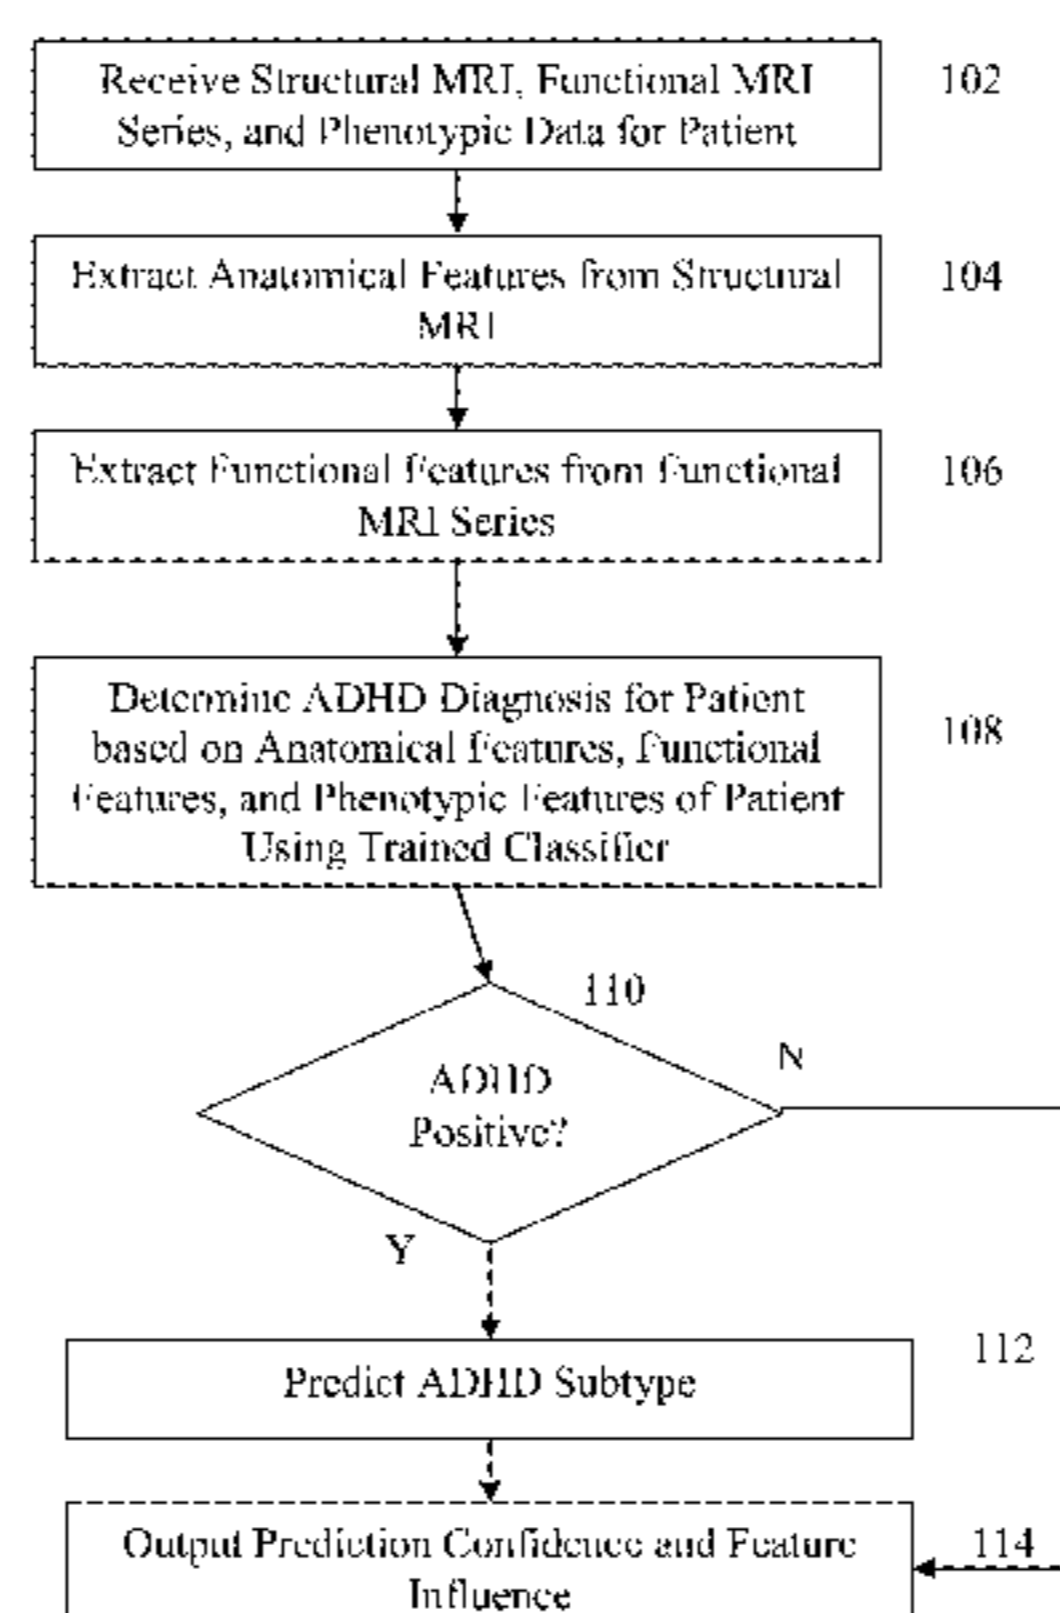 Receive Structural MRI, Functional MRI
Series, and Phenotypic Data for Patient
102
Extract Anatomical Features from Structural
MRI
104
Extract Functional Features from Functional
MRI Series
106
Determine ADHD Diagnosis for Patient
based on Anatomical Features, Functional
Features, and Phenotypic Features of Patient
Using Trained Classifier
108
110
ADHD
Positive?
N
Y
Predict ADHD Subtype
112
Output Prediction Confidence and Feature
Influence
114